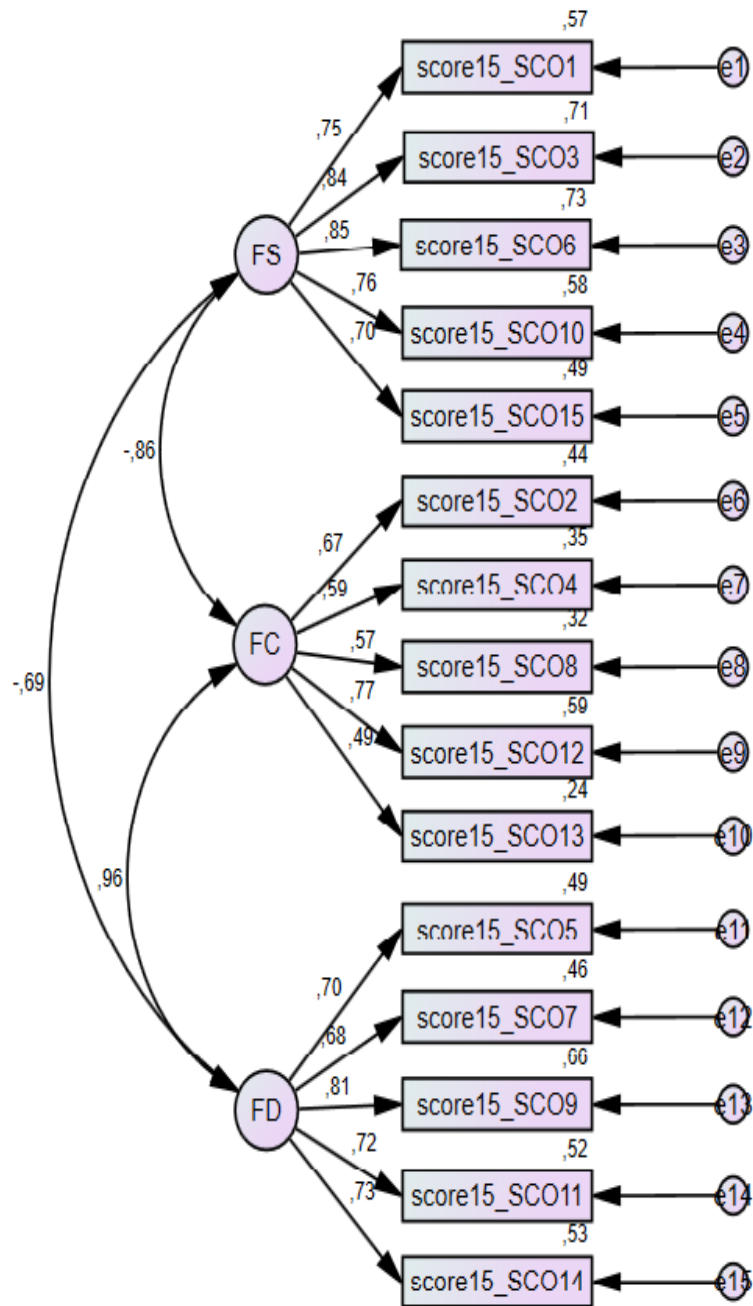 ,57
score15_SCO1
e1
,75
,71
score15_SCO3
e2
,84
,73
score15_SCO6
e3
,85
FS
,76
,58
score15_SCO10
e4
,70
,49
score15_SCO15
e5
-,86
,44
score15_SCO2
e6
,67
,35
score15_SCO4
e7
,59
,32
score15_SCO8
e8
,57
FC
,77
,59
score15_SCO12
e9
,49
,24
score15_SCO13
e10
-,69
,96
,49
score15_SCO5
e11
,70
,46
score15_SCO7
e12
,68
,66
score15_SCO9
e13
,81
FD
,72
,52
score15_SCO11
e14
,73
,53
score15_SCO14
e15